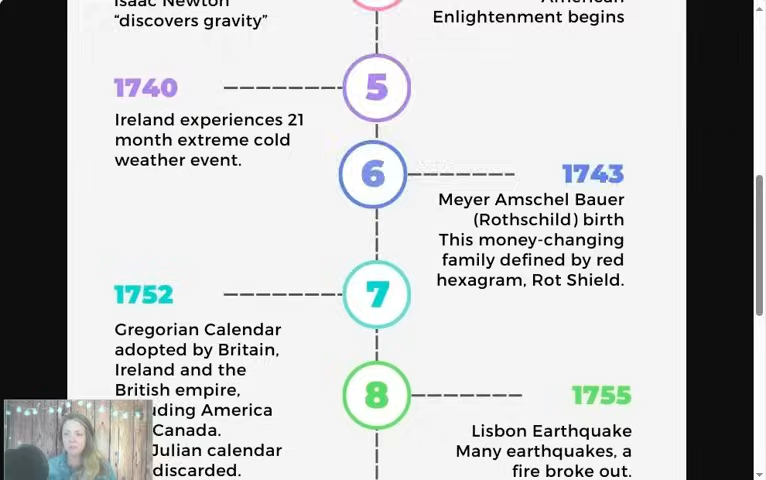 Isaac Newton
"discovers gravity"
American
Enlightenment begins
1740
5
Ireland experiences 21
month extreme cold
weather event.
6
1743
Meyer Amschel Bauer
(Rothschild) birth
This money-changing
family defined by red
hexagram, Rot Shield.
1752
7
Gregorian Calendar
adopted by Britain,
Ireland and the
British empire,
America
Canada.
Julian calendar
discarded.
8
1755
Lisbon Earthquake
Many earthquakes, a
fire broke out.